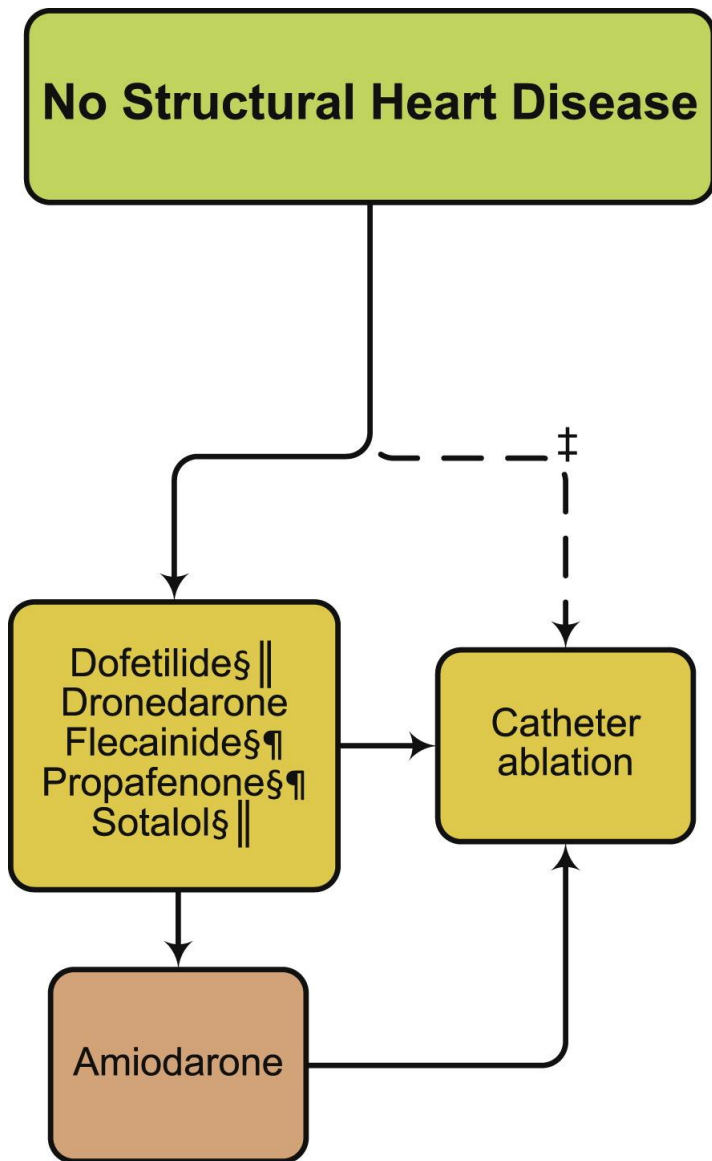 No Structural Heart Disease
‡
Dofetilide§║
Dronedarone
Flecainide§¶
Propafenone§¶
Sotalol§║
Catheter
ablation
Amiodarone